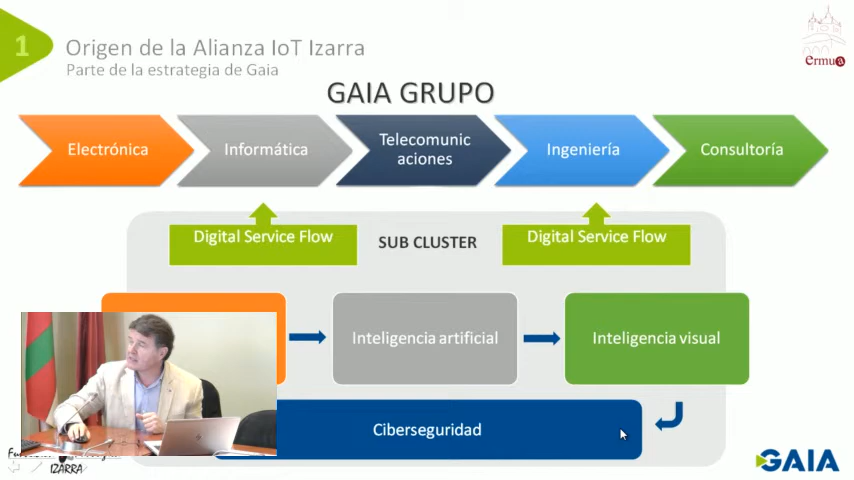 1
Origen de la Alianza IoT Izarra
Parte de la estrategia de Gaia
ermua
GAIA GRUPO
Electrónica
Informática
Telecomunic
aciones
Ingeniería
Consultoría
Digital Service Flow
SUB CLUSTER
Digital Service Flow
Inteligencia artificial
Inteligencia visual
Ciberseguridad
IZARRA
GAIA